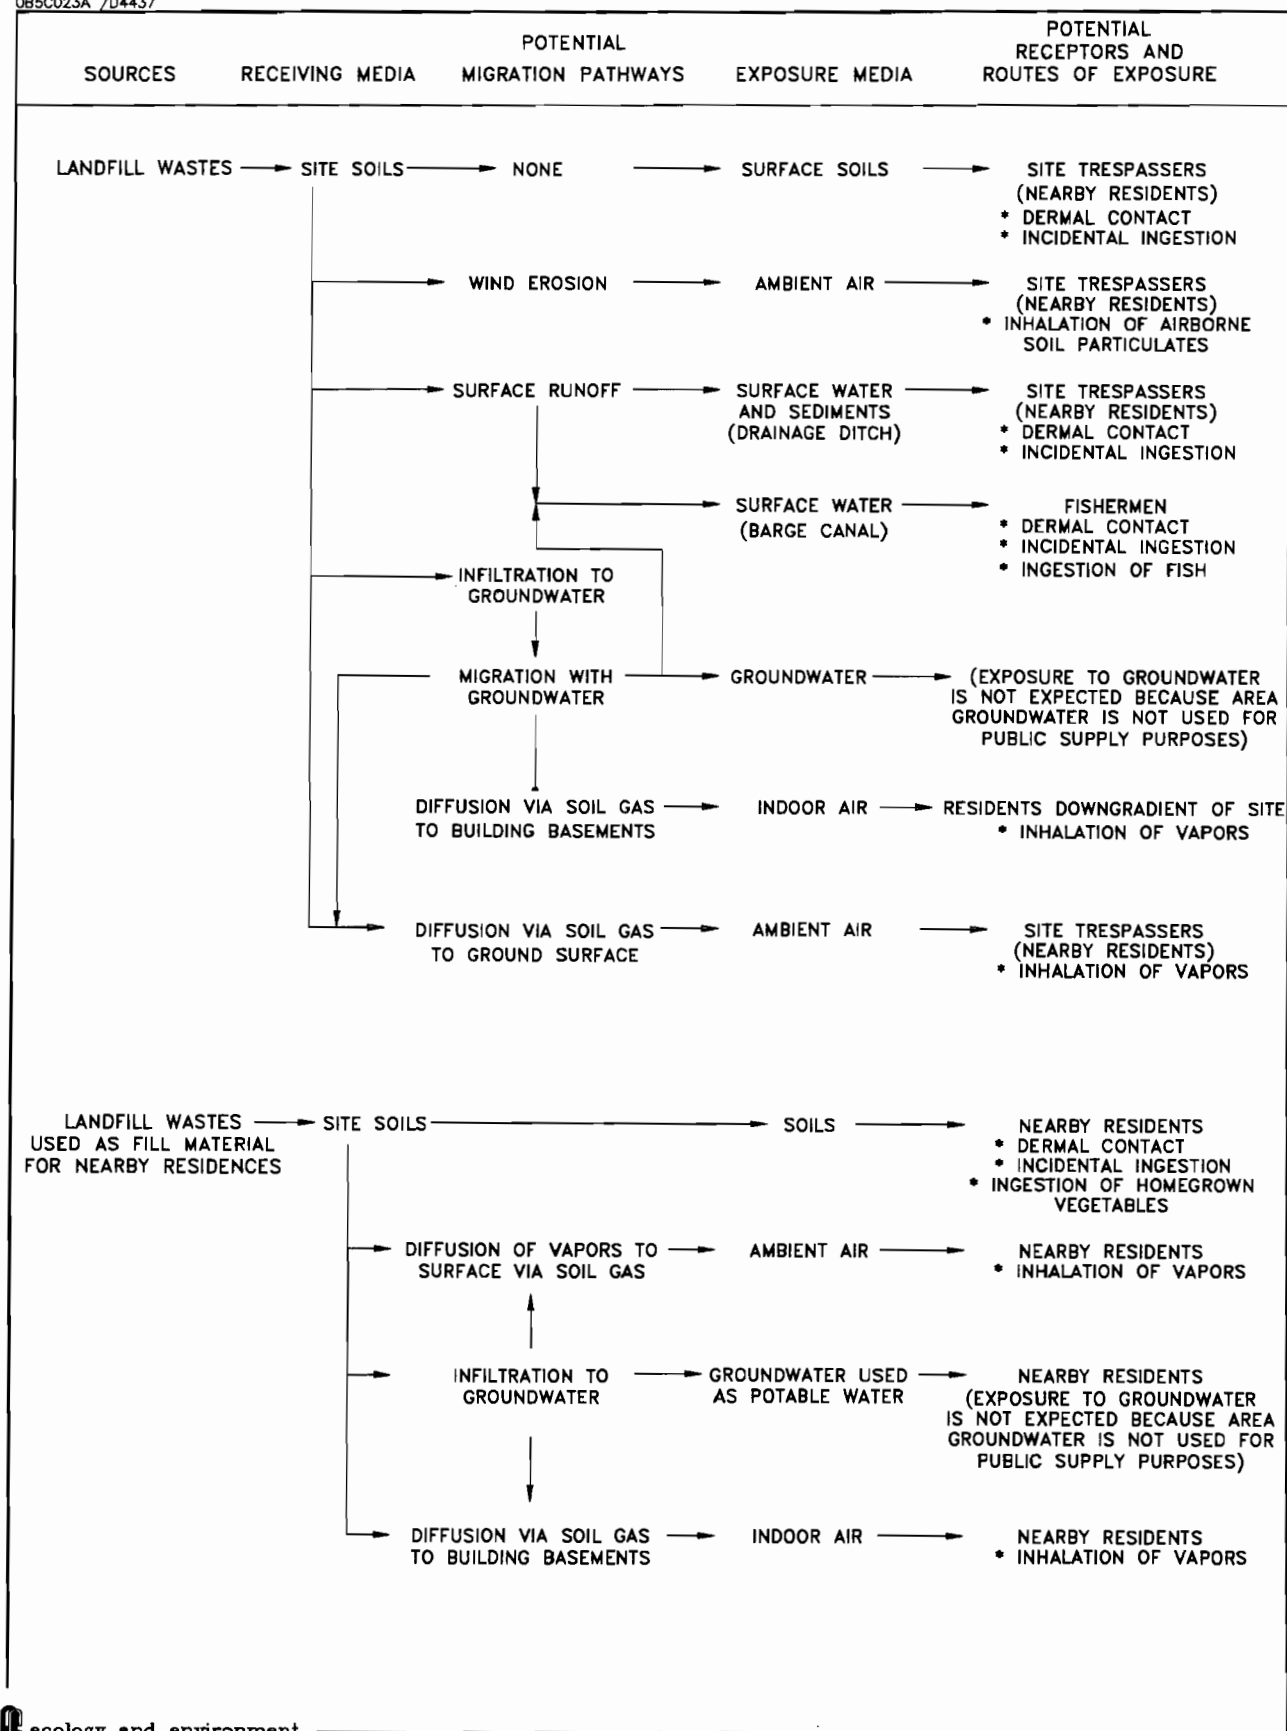 OB5C023A /D4437
SOURCES
RECEIVING MEDIA
POTENTIAL
MIGRATION PATHWAYS
EXPOSURE MEDIA
POTENTIAL
RECEPTORS AND
ROUTES OF EXPOSURE
LANDFILL WASTES
SITE SOILS
NONE
SURFACE SOILS
SITE TRESPASSERS
(NEARBY RESIDENTS)
* DERMAL CONTACT
* INCIDENTAL INGESTION
WIND EROSION
AMBIENT AIR
SITE TRESPASSERS
(NEARBY RESIDENTS)
* INHALATION OF AIRBORNE
SOIL PARTICULATES
SURFACE RUNOFF
SURFACE WATER
AND SEDIMENTS
(DRAINAGE DITCH)
SITE TRESPASSERS
(NEARBY RESIDENTS)
* DERMAL CONTACT
* INCIDENTAL INGESTION
SURFACE WATER
(BARGE CANAL)
FISHERMEN
* DERMAL CONTACT
* INCIDENTAL INGESTION
* INGESTION OF FISH
INFILTRATION TO
GROUNDWATER
MIGRATION WITH
GROUNDWATER
GROUNDWATER
(EXPOSURE TO GROUNDWATER
IS NOT EXPECTED BECAUSE AREA
GROUNDWATER IS NOT USED FOR
PUBLIC SUPPLY PURPOSES)
DIFFUSION VIA SOIL GAS
TO BUILDING BASEMENTS
INDOOR AIR
RESIDENTS DOWNGRADIENT OF SITE
* INHALATION OF VAPORS
DIFFUSION VIA SOIL GAS
TO GROUND SURFACE
AMBIENT AIR
SITE TRESPASSERS
(NEARBY RESIDENTS)
* INHALATION OF VAPORS
LANDFILL WASTES
USED AS FILL MATERIAL
FOR NEARBY RESIDENCES
SITE SOILS
SOILS
NEARBY RESIDENTS
* DERMAL CONTACT
* INCIDENTAL INGESTION
* INGESTION OF HOMEGROWN
VEGETABLES
DIFFUSION OF VAPORS TO
SURFACE VIA SOIL GAS
AMBIENT AIR
NEARBY RESIDENTS
* INHALATION OF VAPORS
INFILTRATION TO
GROUNDWATER
GROUNDWATER USED
AS POTABLE WATER
NEARBY RESIDENTS
(EXPOSURE TO GROUNDWATER
IS NOT EXPECTED BECAUSE AREA
GROUNDWATER IS NOT USED FOR
PUBLIC SUPPLY PURPOSES)
DIFFUSION VIA SOIL GAS
TO BUILDING BASEMENTS
INDOOR AIR
NEARBY RESIDENTS
* INHALATION OF VAPORS
ecology and environment